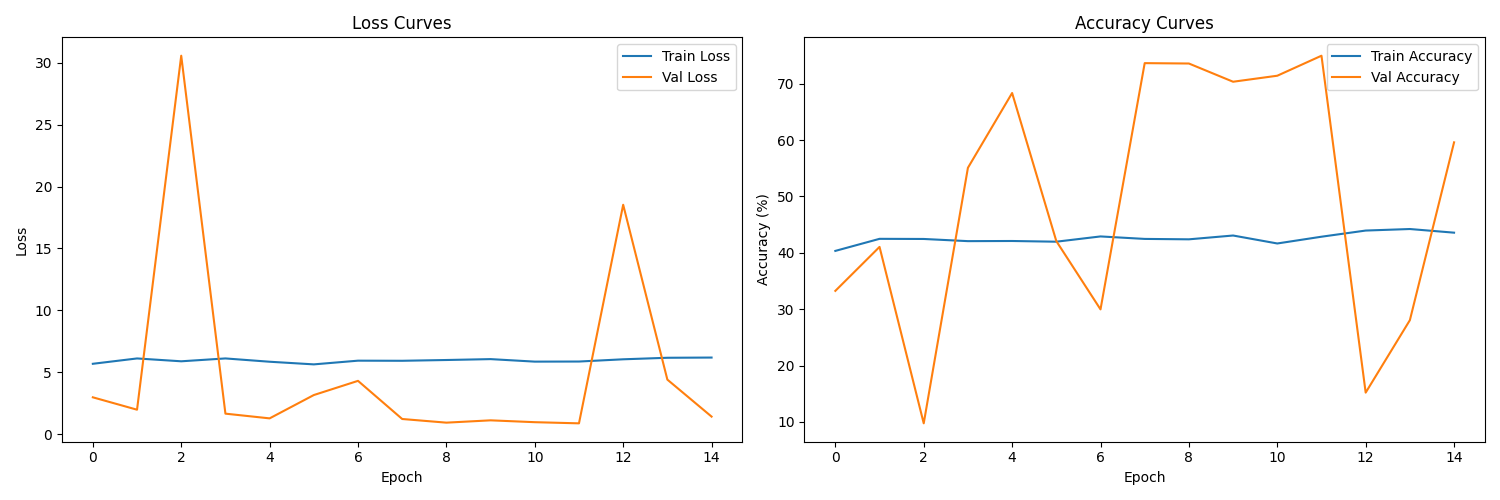 Loss Curves
Train Loss
Val Loss
30
25
20
15
10
5
0
Loss
0 2 4 6 8 10 12 14
Epoch
Accuracy Curves
Train Accuracy
Val Accuracy
70
60
50
40
30
20
10
Accuracy (%)
0 2 4 6 8 10 12 14
Epoch